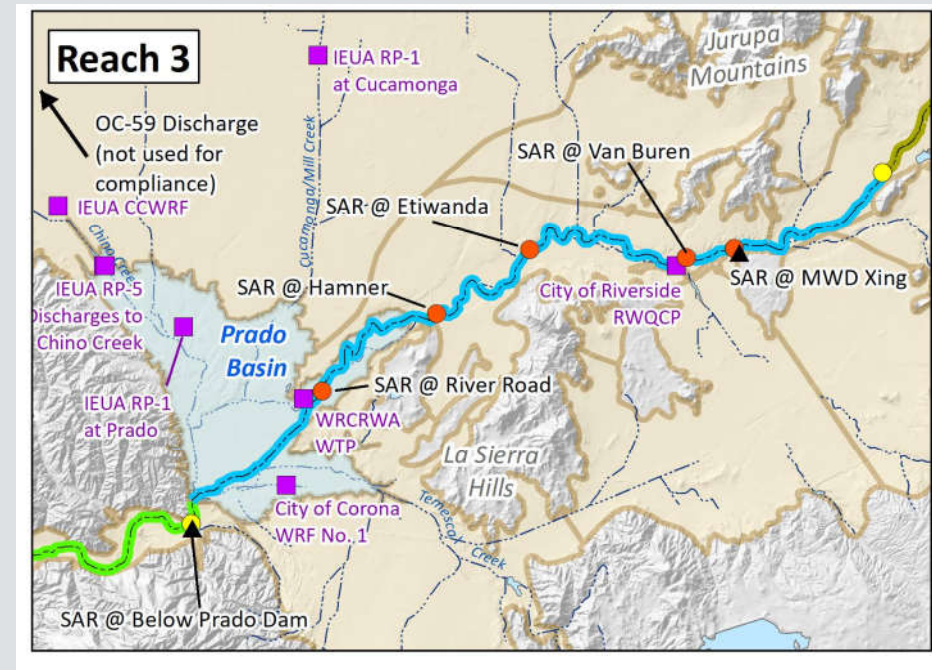 Reach 3
IEUA RP-1
at Cucamonga
Jurupa
Mountains
OC-59 Discharge
(not used for
compliance)
SAR @ Van Buren
IEUA CCWRF
Cucamonga/Mill Creek
SAR @ Etiwanda
Chino Creek
IEUA RP-5
Discharges to
Chino Creek
SAR @ Hamner
City of Riverside
RWQCP
SAR @ MWD Xing
Prado
Basin
SAR @ River Road
IEUA RP-1
at Prado
WRCRWA
WTP
La Sierra
Hills
City of Corona
WRF No. 1
Temescal Creek
SAR @ Below Prado Dam